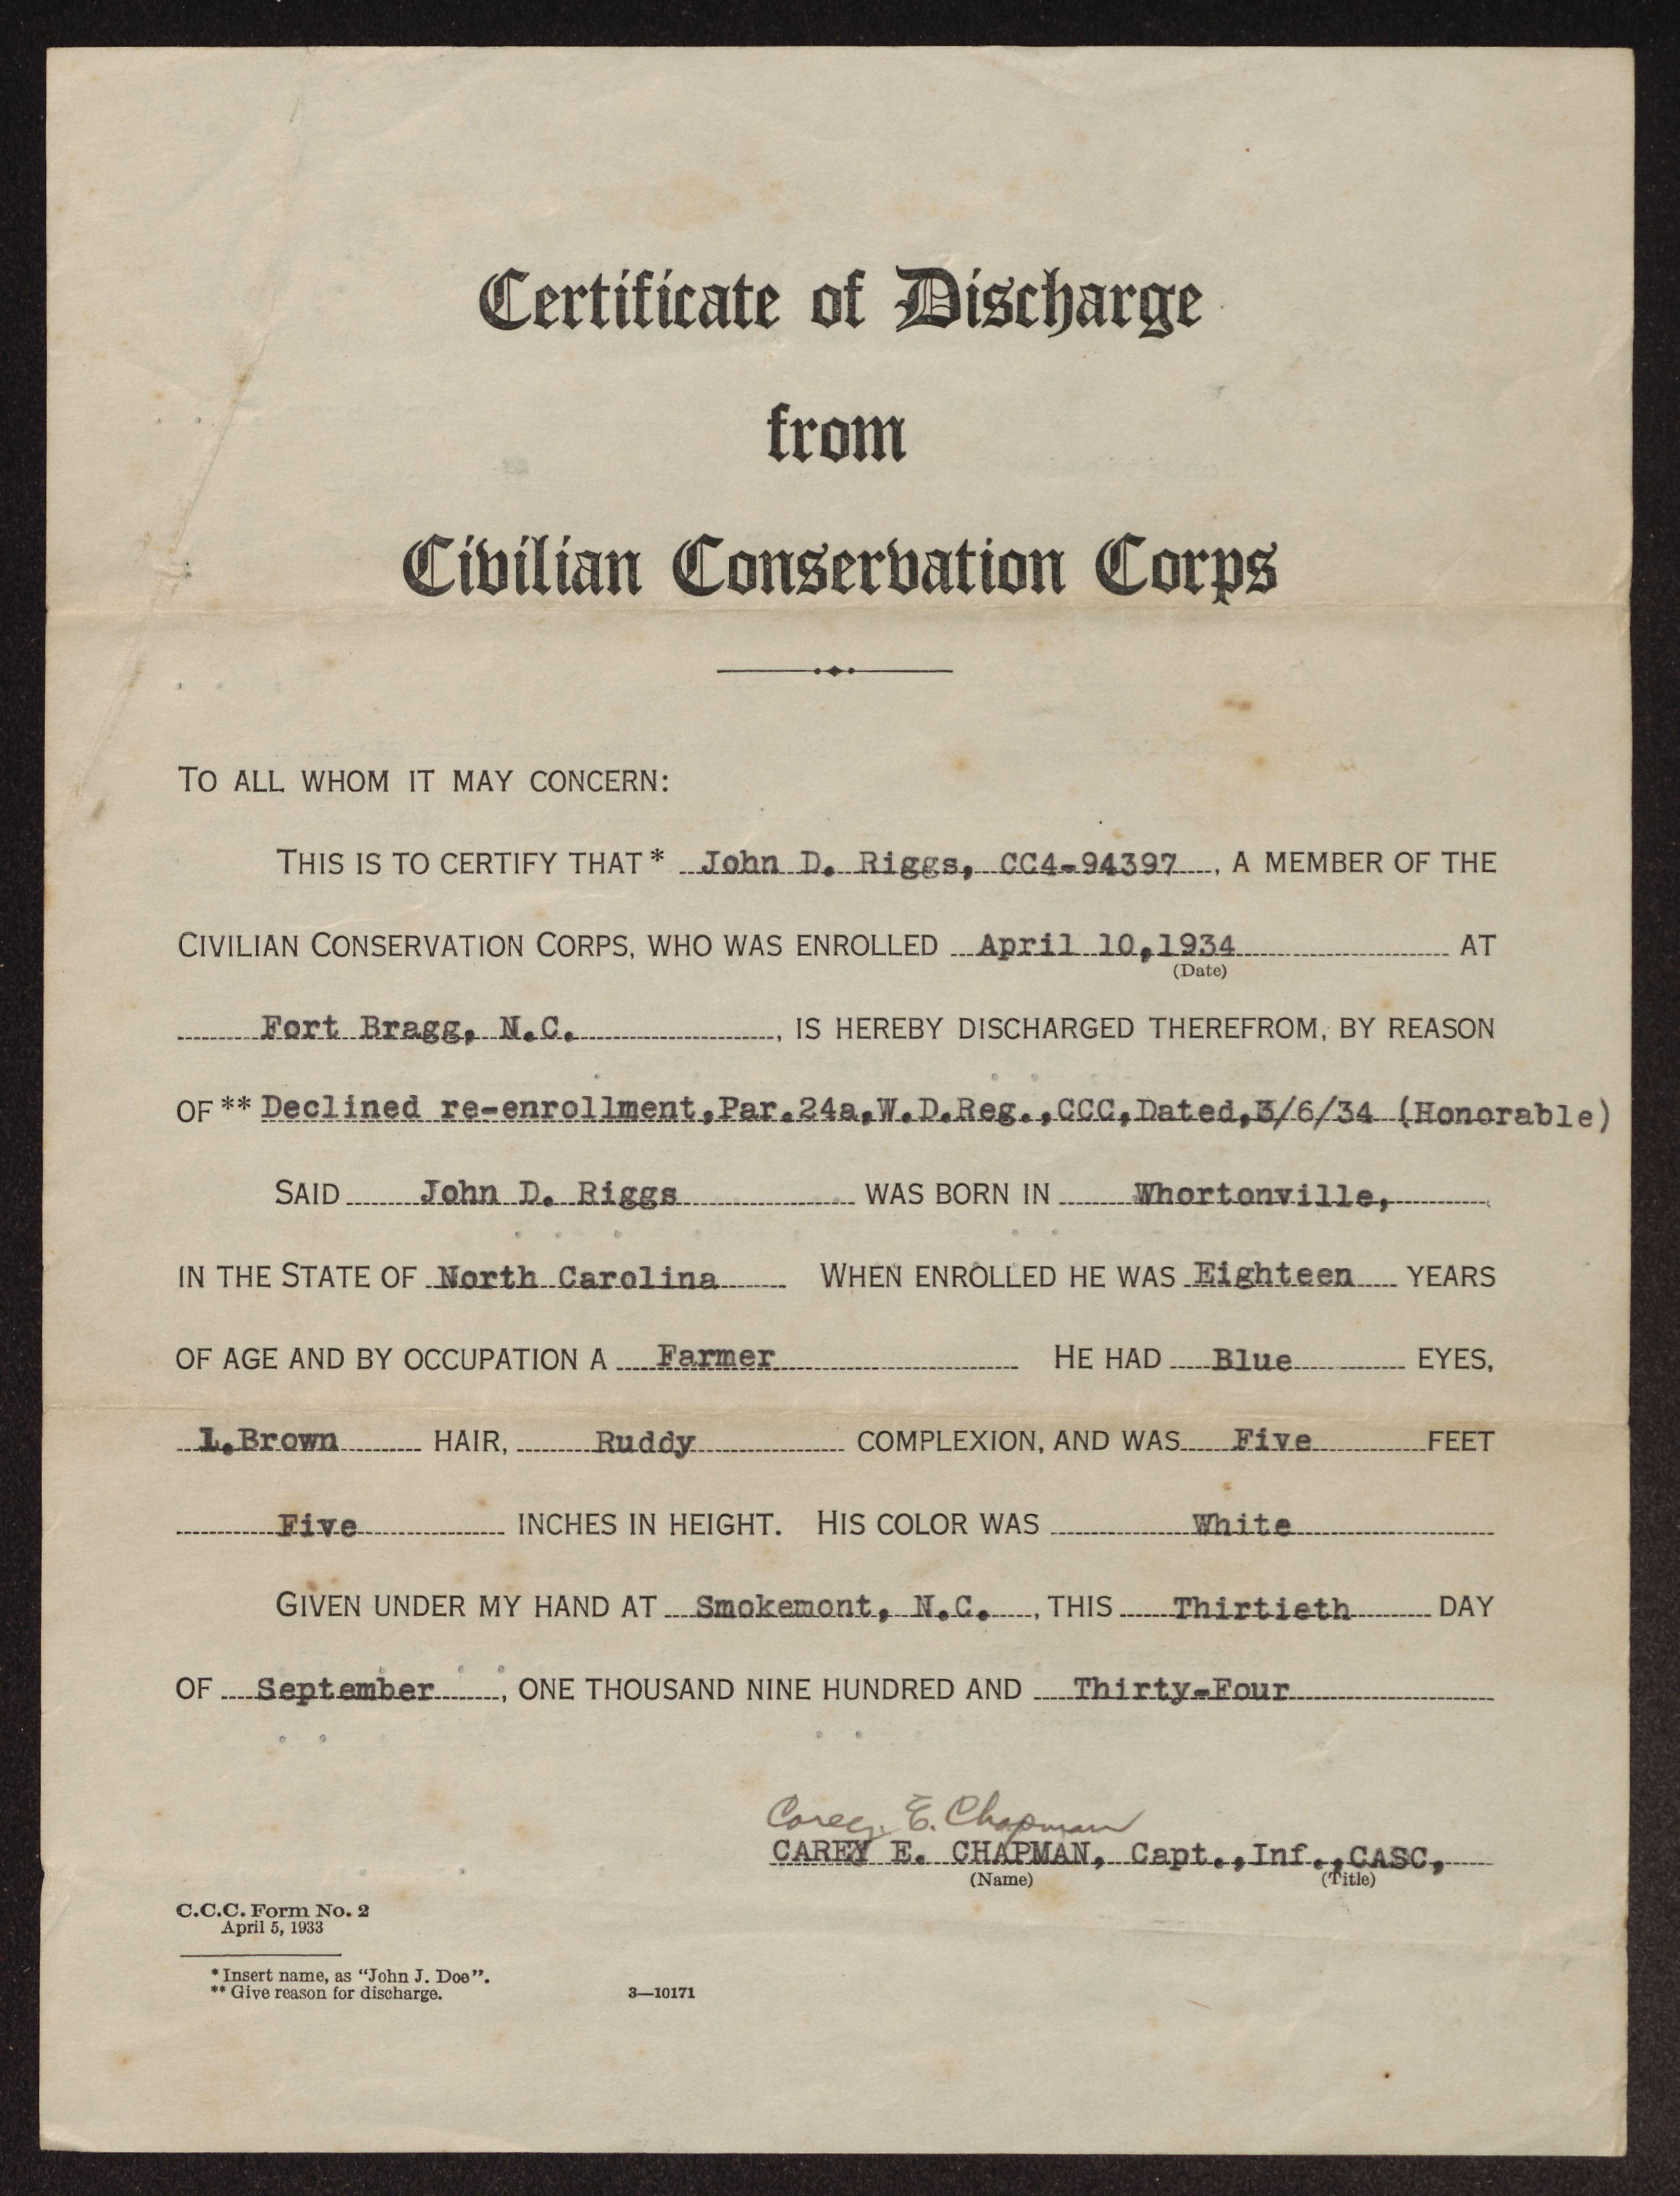 Certificate of Discharge
from
Civilian Conservation Corps
TO ALL WHOM IT MAY CONCERN:
THIS IS TO CERTIFY THAT * John D. Riggs, CC4-94397, A MEMBER OF THE
CIVILIAN CONSERVATION CORPS, WHO WAS ENROLLED April 10,1934 AT
(Date)
Fort Bragg, N.C., IS HEREBY DISCHARGED THEREFROM, BY REASON
OF ** Declined re-enrollment,Par.24a,W.D.Reg.,CCC,Dated,3/6/34 (Honorable)
SAID John D. Riggs WAS BORN IN Whortonville,
IN THE STATE OF North Carolina WHEN ENROLLED HE WAS Eighteen YEARS
OF AGE AND BY OCCUPATION A Farmer HE HAD Blue EYES,
L.Brown HAIR, Ruddy COMPLEXION, AND WAS Five FEET
Five INCHES IN HEIGHT. HIS COLOR WAS White
GIVEN UNDER MY HAND AT Smokemont, N.C., THIS Thirtieth DAY
OF September, ONE THOUSAND NINE HUNDRED AND Thirty-Four
Carey E. Chapman
CAREY E. CHAPMAN, Capt.,Inf.,CASC,
(Name) (Title)
C.C.C. Form No. 2
April 5, 1933
* Insert name, as "John J. Doe".
** Give reason for discharge. 3—10171